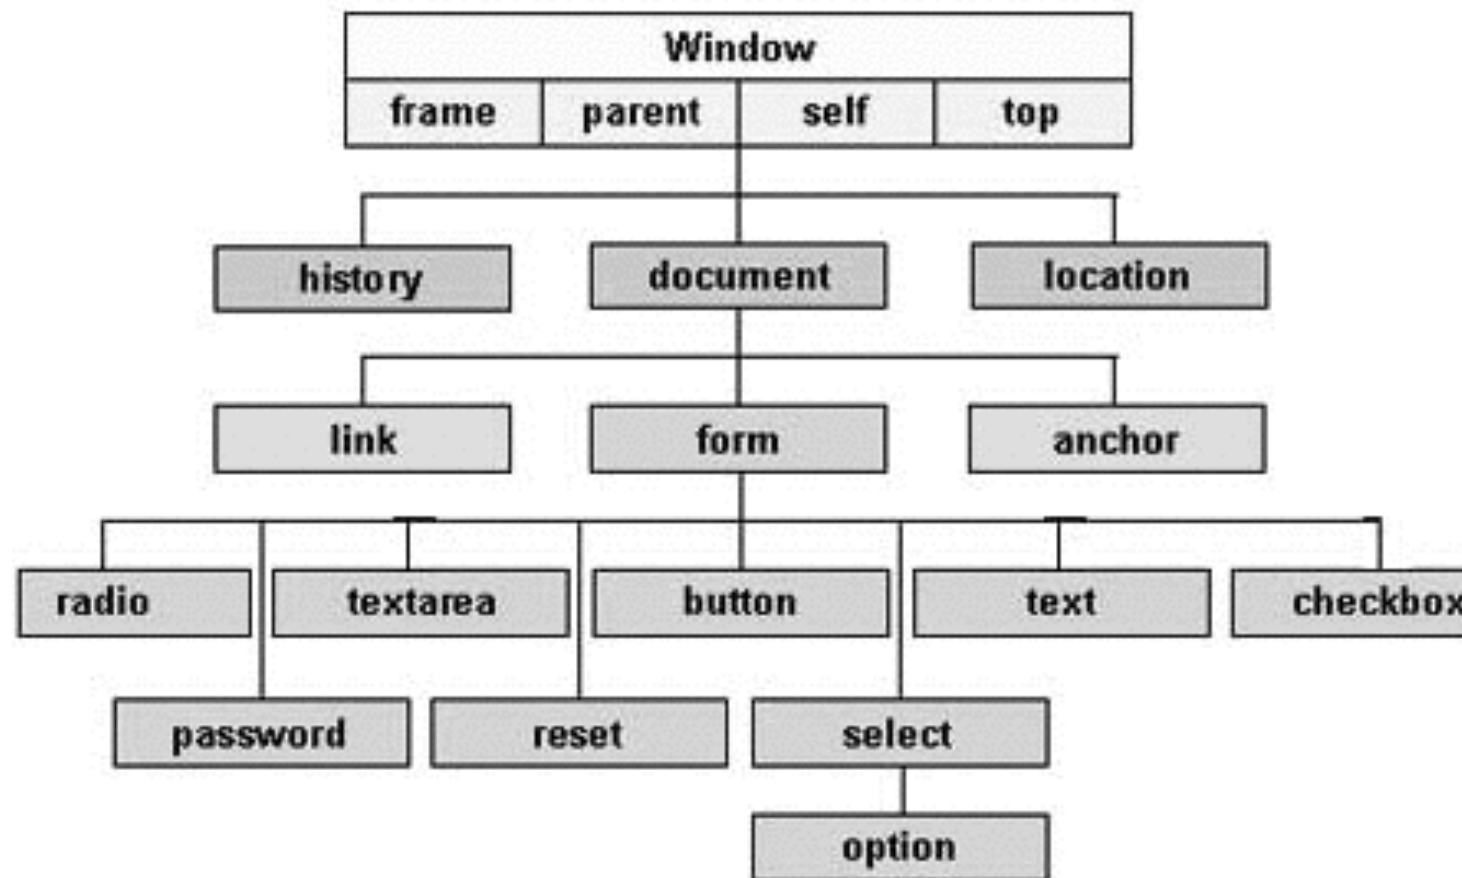 Window
frame parent self top
history document location
link form anchor
radio textarea button text checkbox
password reset select
option